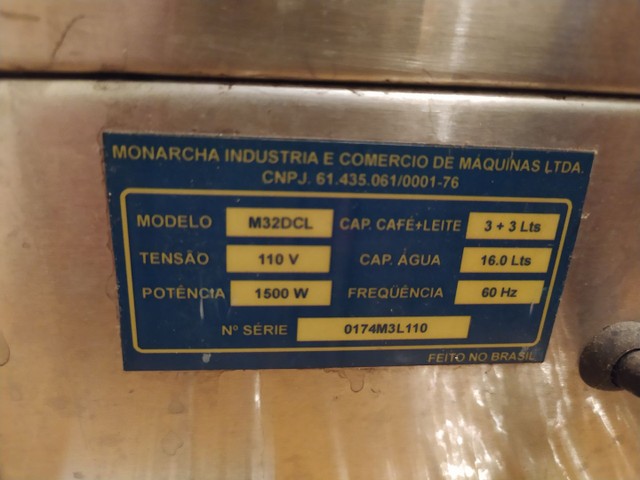 MONARCHA INDUSTRIA E COMERCIO DE MÁQUINAS LTDA.
CNPJ. 61.435.061/0001-76
MODELO M32DCL CAP. CAFÉ+LEITE 3 + 3 Lts
TENSÃO 110 V CAP. ÁGUA 16.0 Lts
POTÊNCIA 1500 W FREQÜÊNCIA 60 Hz
Nº SÉRIE 0174M3L110
FEITO NO BRASIL